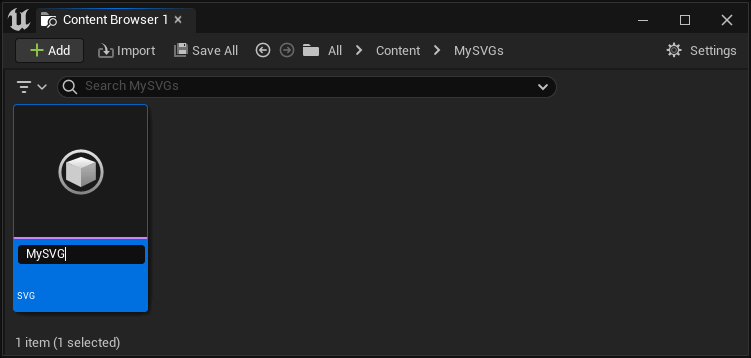 Content Browser 1
Add Import Save All All Content MySVGs Settings
Search MySVGs
MySVG
SVG
1 item (1 selected)